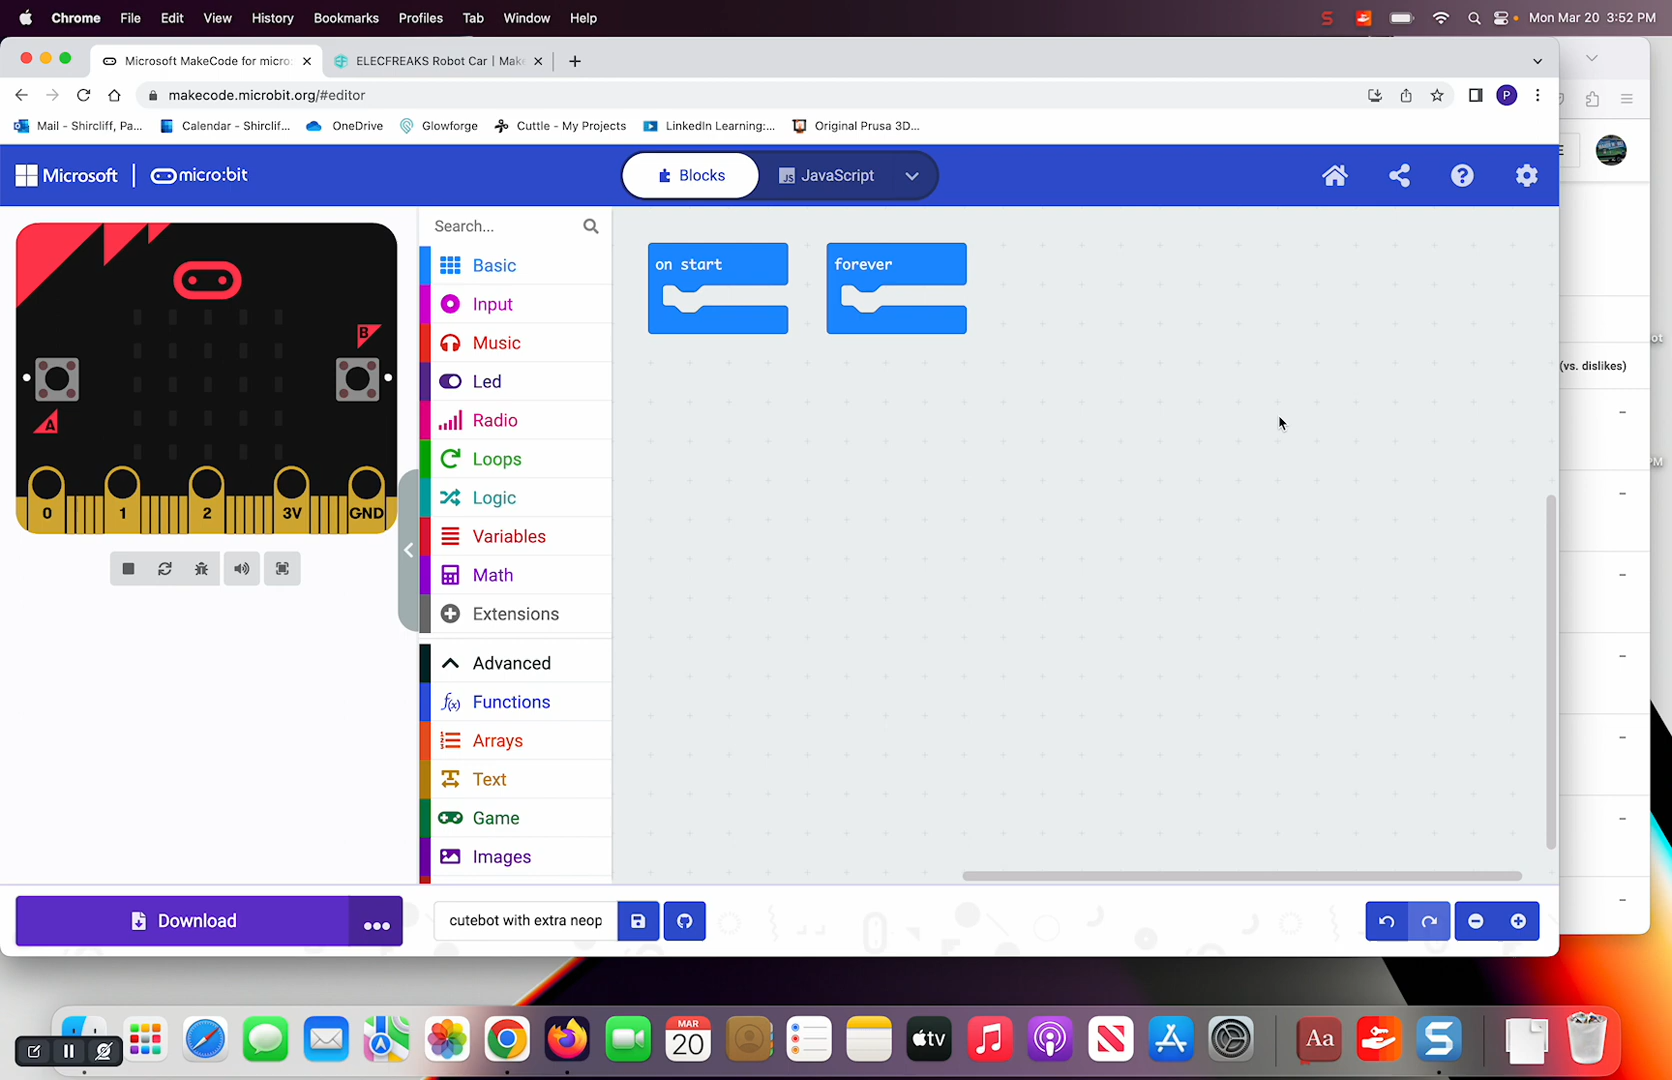 Chrome File Edit View History Bookmarks Profiles Tab Window Help
S
Mon Mar 20 3:52 PM
Microsoft MakeCode for micro:
ELECFREAKS Robot Car | Make
makecode.microbit.org/#editor
P
Mail - Shircliff, Pa...
Calendar - Shirclif...
OneDrive
Glowforge
Cuttle - My Projects
LinkedIn Learning:...
Original Prusa 3D...
Microsoft
micro:bit
Blocks
JS JavaScript
Search...
Basic
Input
Music
Led
Radio
Loops
Logic
Variables
Math
Extensions
Advanced
f(x) Functions
Arrays
Text
Game
Images
on start
forever
A
B
0 1 2 3V GND
(vs. dislikes)
Download
cutebot with extra neop
MAR
20
tv
Aa
S